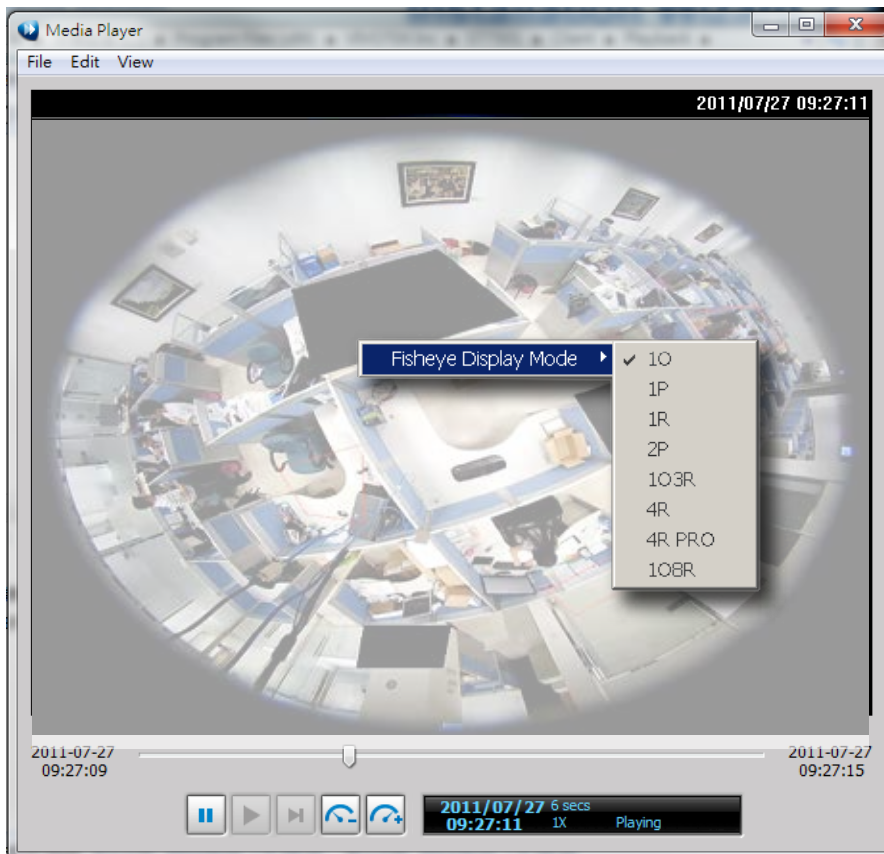 Media Player
File Edit View
2011/07/27 09:27:11
Fisheye Display Mode
1O
1P
1R
2P
1O3R
4R
4R PRO
1O8R
2011-07-27
09:27:09
2011-07-27
09:27:15
2011/07/27 6 secs
09:27:11 1X Playing